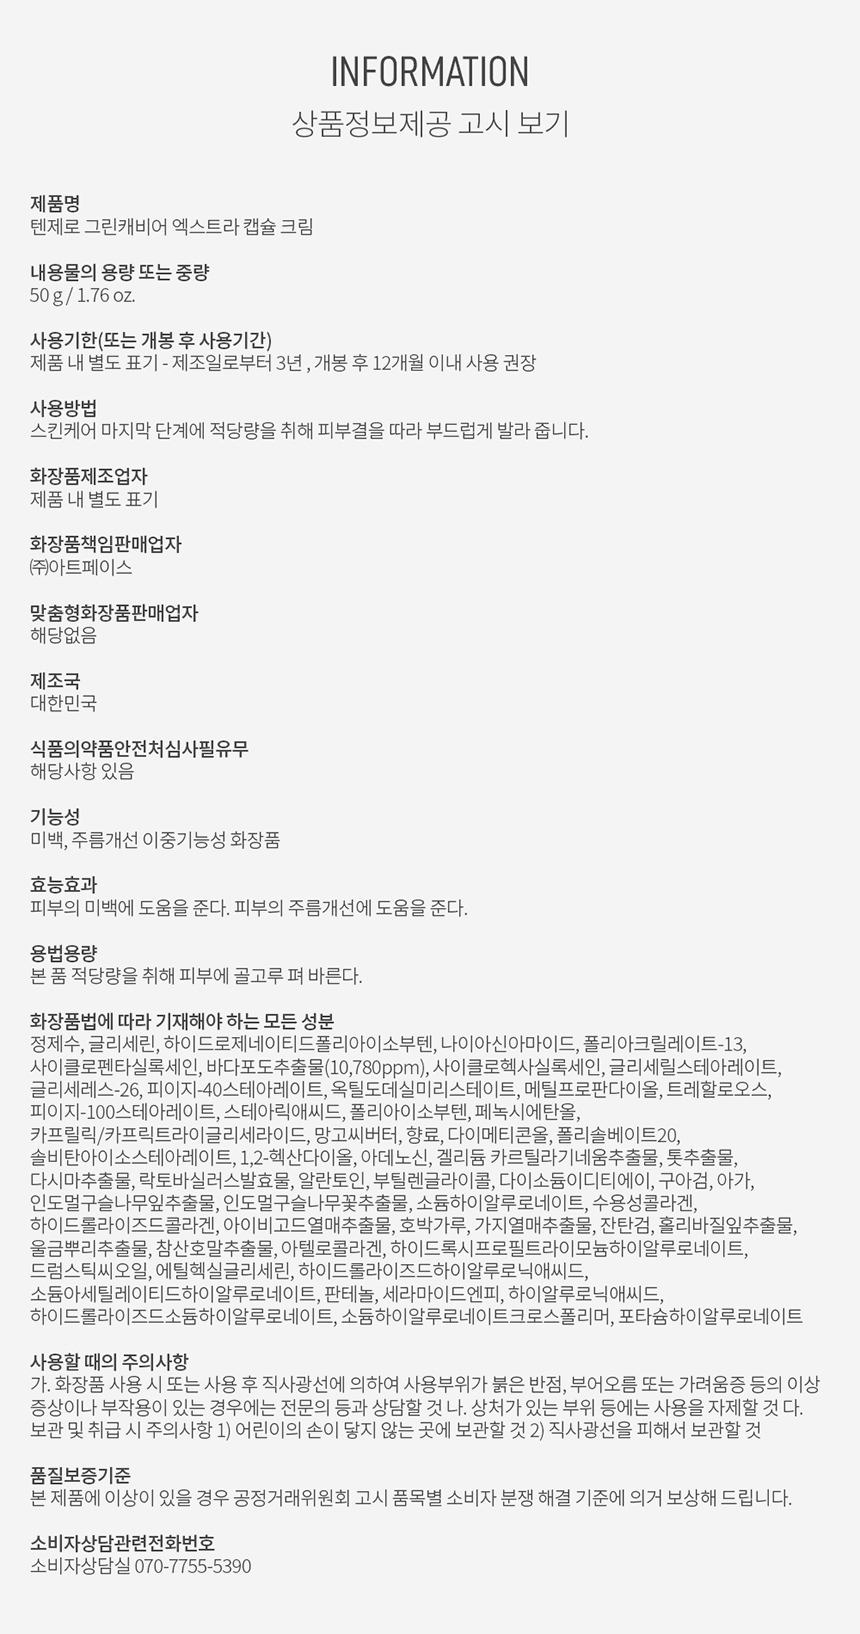 INFORMATION
상품정보제공 고시 보기
제품명
텐제로 그린캐비어 엑스트라 캡슐 크림
내용물의 용량 또는 중량
50 g / 1.76 oz.
사용기한(또는 개봉 후 사용기간)
제품 내 별도 표기 - 제조일로부터 3년 , 개봉 후 12개월 이내 사용 권장
사용방법
스킨케어 마지막 단계에 적당량을 취해 피부결을 따라 부드럽게 발라 줍니다.
화장품제조업자
제품 내 별도 표기
화장품책임판매업자
㈜아트페이스
맞춤형화장품판매업자
해당없음
제조국
대한민국
식품의약품안전처심사필유무
해당사항 있음
기능성
미백, 주름개선 이중기능성 화장품
효능효과
피부의 미백에 도움을 준다. 피부의 주름개선에 도움을 준다.
용법용량
본 품 적당량을 취해 피부에 골고루 펴 바른다.
화장품법에 따라 기재해야 하는 모든 성분
정제수, 글리세린, 하이드로제네이티드폴리아이소부텐, 나이아신아마이드, 폴리아크릴레이트-13,
사이클로펜타실록세인, 바다포도추출물(10,780ppm), 사이클로헥사실록세인, 글리세릴스테아레이트,
글리세레스-26, 피이지-40스테아레이트, 옥틸도데실미리스테이트, 메틸프로판다이올, 트레할로오스,
피이지-100스테아레이트, 스테아릭애씨드, 폴리아이소부텐, 페녹시에탄올,
카프릴릭/카프릭트라이글리세라이드, 망고씨버터, 향료, 다이메티콘올, 폴리솔베이트20,
솔비탄아이소스테아레이트, 1,2-헥산다이올, 아데노신, 겔리듐 카르틸라기네움추출물, 톳추출물,
다시마추출물, 락토바실러스발효물, 알란토인, 부틸렌글라이콜, 다이소듐이디티에이, 구아검, 아가,
인도멀구슬나무잎추출물, 인도멀구슬나무꽃추출물, 소듐하이알루로네이트, 수용성콜라겐,
하이드롤라이즈드콜라겐, 아이비고드열매추출물, 호박가루, 가지열매추출물, 잔탄검, 홀리바질잎추출물,
울금뿌리추출물, 참산호말추출물, 아텔로콜라겐, 하이드록시프로필트라이모늄하이알루로네이트,
드럼스틱씨오일, 에틸헥실글리세린, 하이드롤라이즈드하이알루로닉애씨드,
소듐아세틸레이티드하이알루로네이트, 판테놀, 세라마이드엔피, 하이알루로닉애씨드,
하이드롤라이즈드소듐하이알루로네이트, 소듐하이알루로네이트크로스폴리머, 포타슘하이알루로네이트
사용할 때의 주의사항
가. 화장품 사용 시 또는 사용 후 직사광선에 의하여 사용부위가 붉은 반점, 부어오름 또는 가려움증 등의 이상
증상이나 부작용이 있는 경우에는 전문의 등과 상담할 것 나. 상처가 있는 부위 등에는 사용을 자제할 것 다.
보관 및 취급 시 주의사항 1) 어린이의 손이 닿지 않는 곳에 보관할 것 2) 직사광선을 피해서 보관할 것
품질보증기준
본 제품에 이상이 있을 경우 공정거래위원회 고시 품목별 소비자 분쟁 해결 기준에 의거 보상해 드립니다.
소비자상담관련전화번호
소비자상담실 070-7755-5390